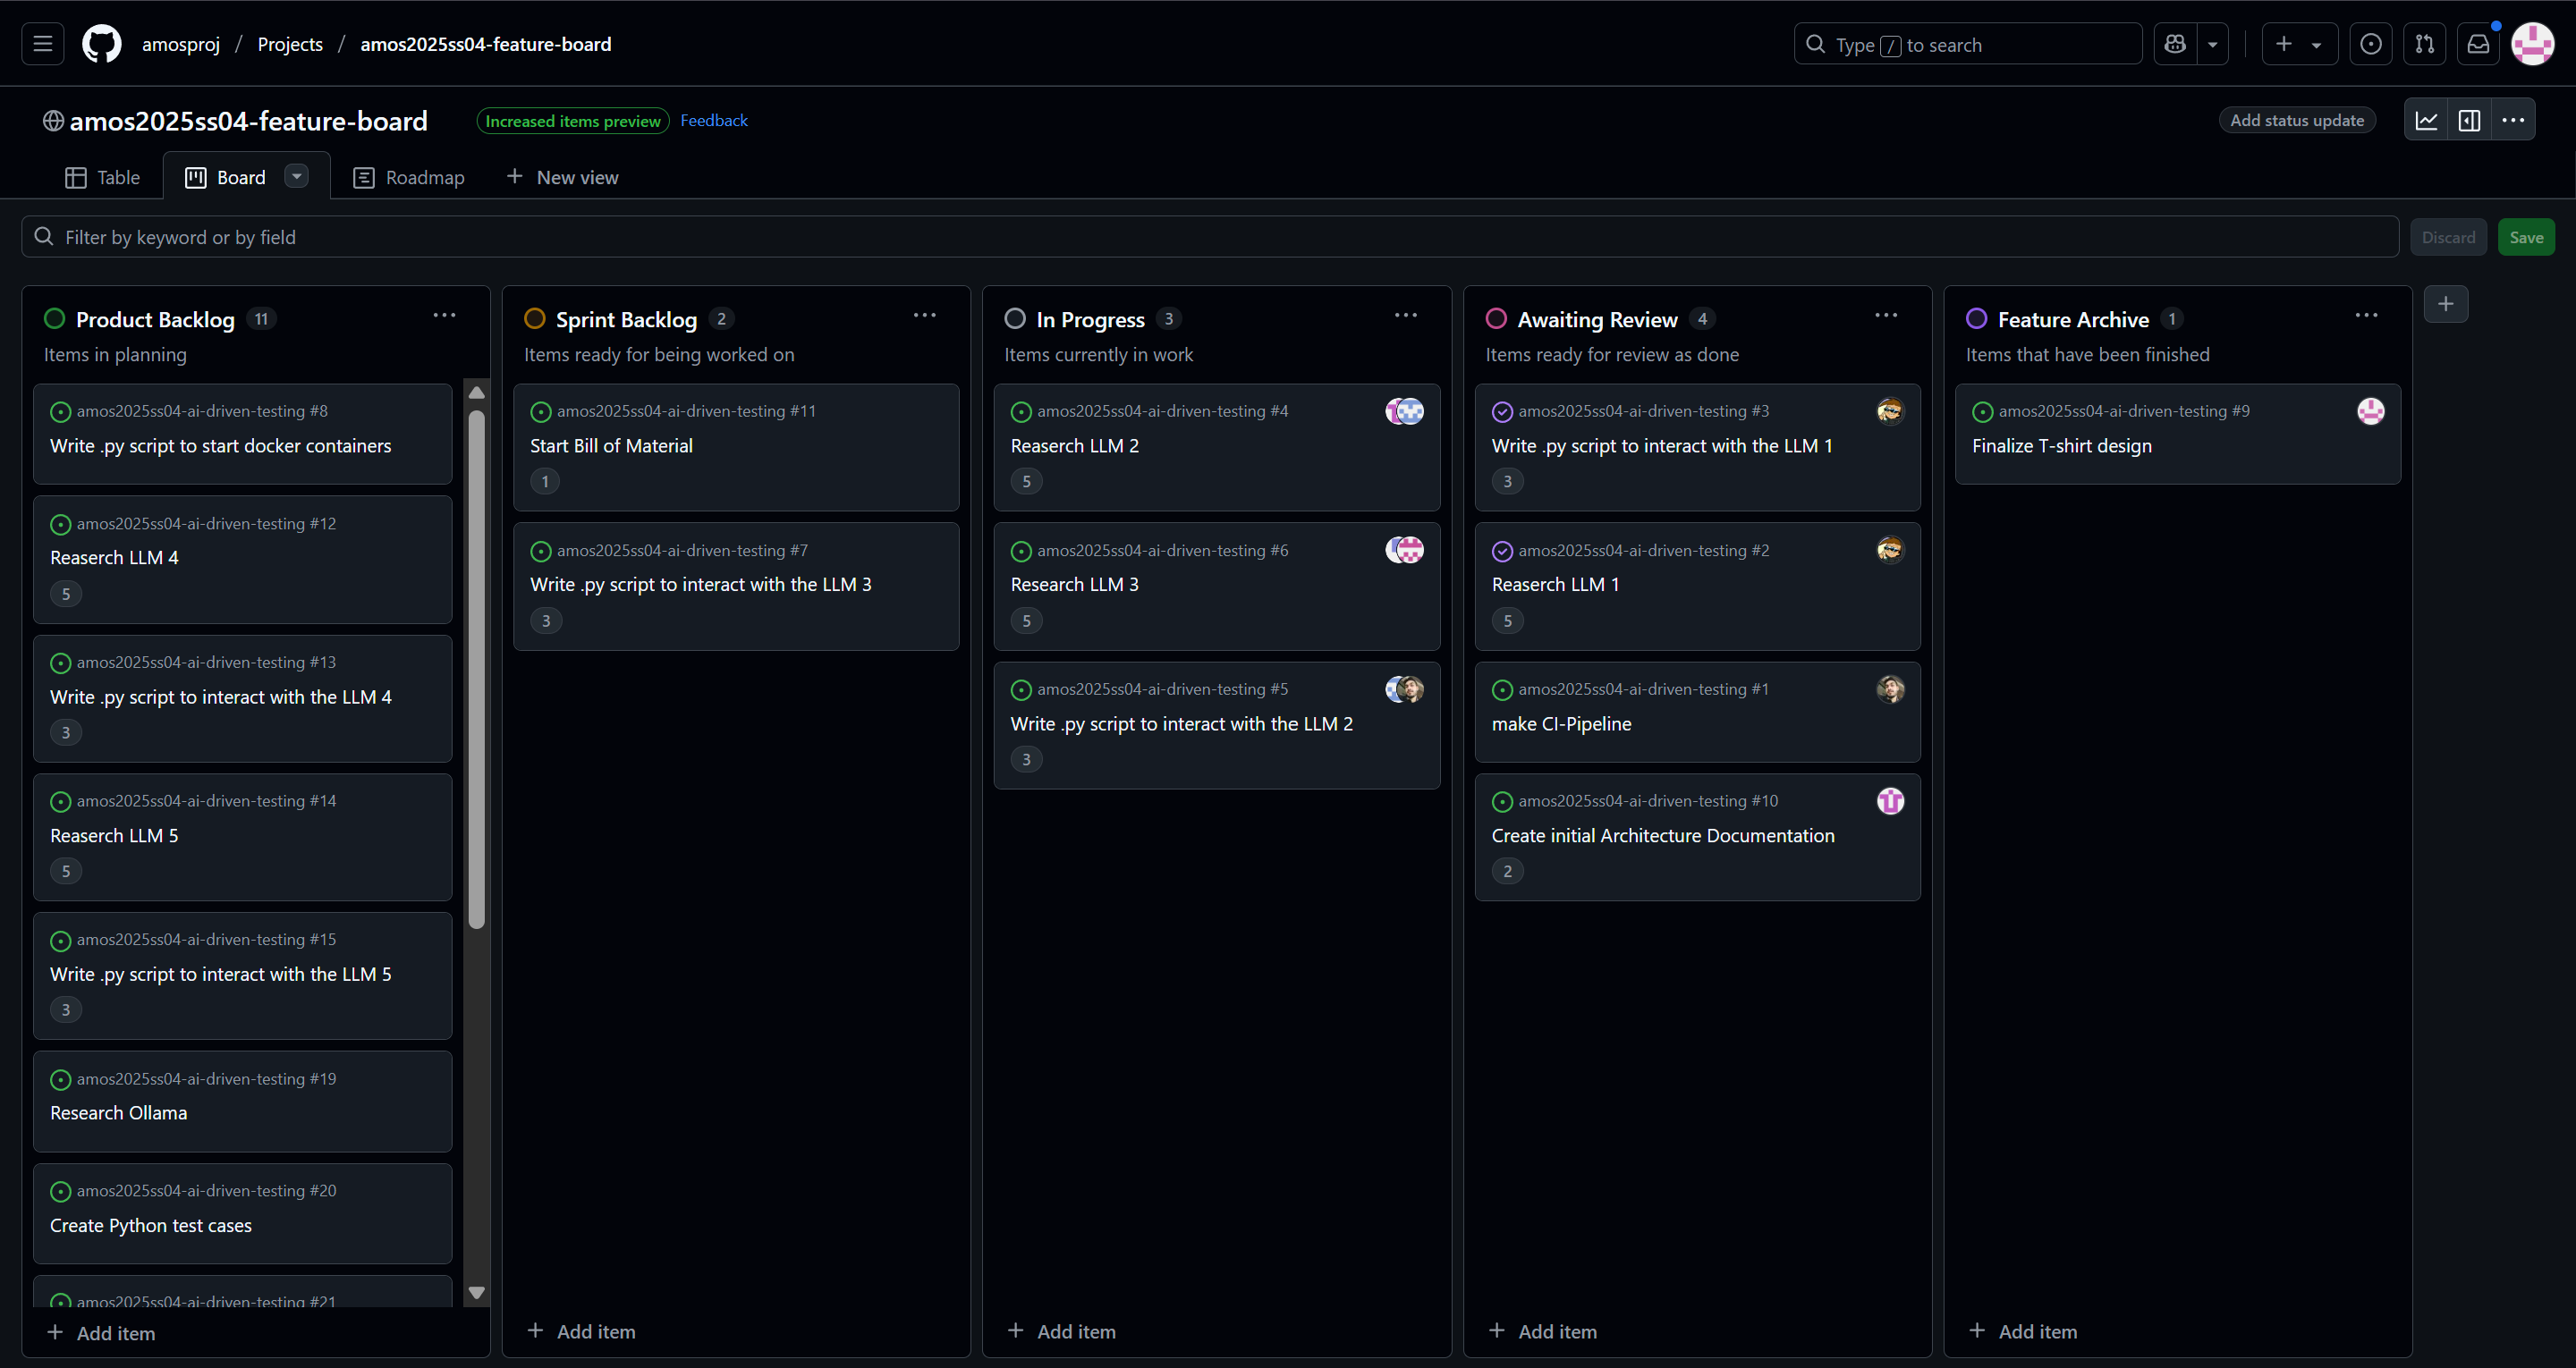 amosproj / Projects / amos2025ss04-feature-board
Type / to search
amos2025ss04-feature-board
Increased items preview
Feedback
Add status update
Table
Board
Roadmap
New view
Filter by keyword or by field
Discard
Save
Product Backlog 11
Items in planning
amos2025ss04-ai-driven-testing #8
Write .py script to start docker containers
amos2025ss04-ai-driven-testing #12
Reaserch LLM 4
5
amos2025ss04-ai-driven-testing #13
Write .py script to interact with the LLM 4
3
amos2025ss04-ai-driven-testing #14
Reaserch LLM 5
5
amos2025ss04-ai-driven-testing #15
Write .py script to interact with the LLM 5
3
amos2025ss04-ai-driven-testing #19
Research Ollama
amos2025ss04-ai-driven-testing #20
Create Python test cases
amos2025ss04-ai-driven-testing #21
Add item
Sprint Backlog 2
Items ready for being worked on
amos2025ss04-ai-driven-testing #11
Start Bill of Material
1
amos2025ss04-ai-driven-testing #7
Write .py script to interact with the LLM 3
3
Add item
In Progress 3
Items currently in work
amos2025ss04-ai-driven-testing #4
Reaserch LLM 2
5
amos2025ss04-ai-driven-testing #6
Research LLM 3
5
amos2025ss04-ai-driven-testing #5
Write .py script to interact with the LLM 2
3
Add item
Awaiting Review 4
Items ready for review as done
amos2025ss04-ai-driven-testing #3
Write .py script to interact with the LLM 1
3
amos2025ss04-ai-driven-testing #2
Reaserch LLM 1
5
amos2025ss04-ai-driven-testing #1
make CI-Pipeline
amos2025ss04-ai-driven-testing #10
Create initial Architecture Documentation
2
Add item
Feature Archive 1
Items that have been finished
amos2025ss04-ai-driven-testing #9
Finalize T-shirt design
Add item